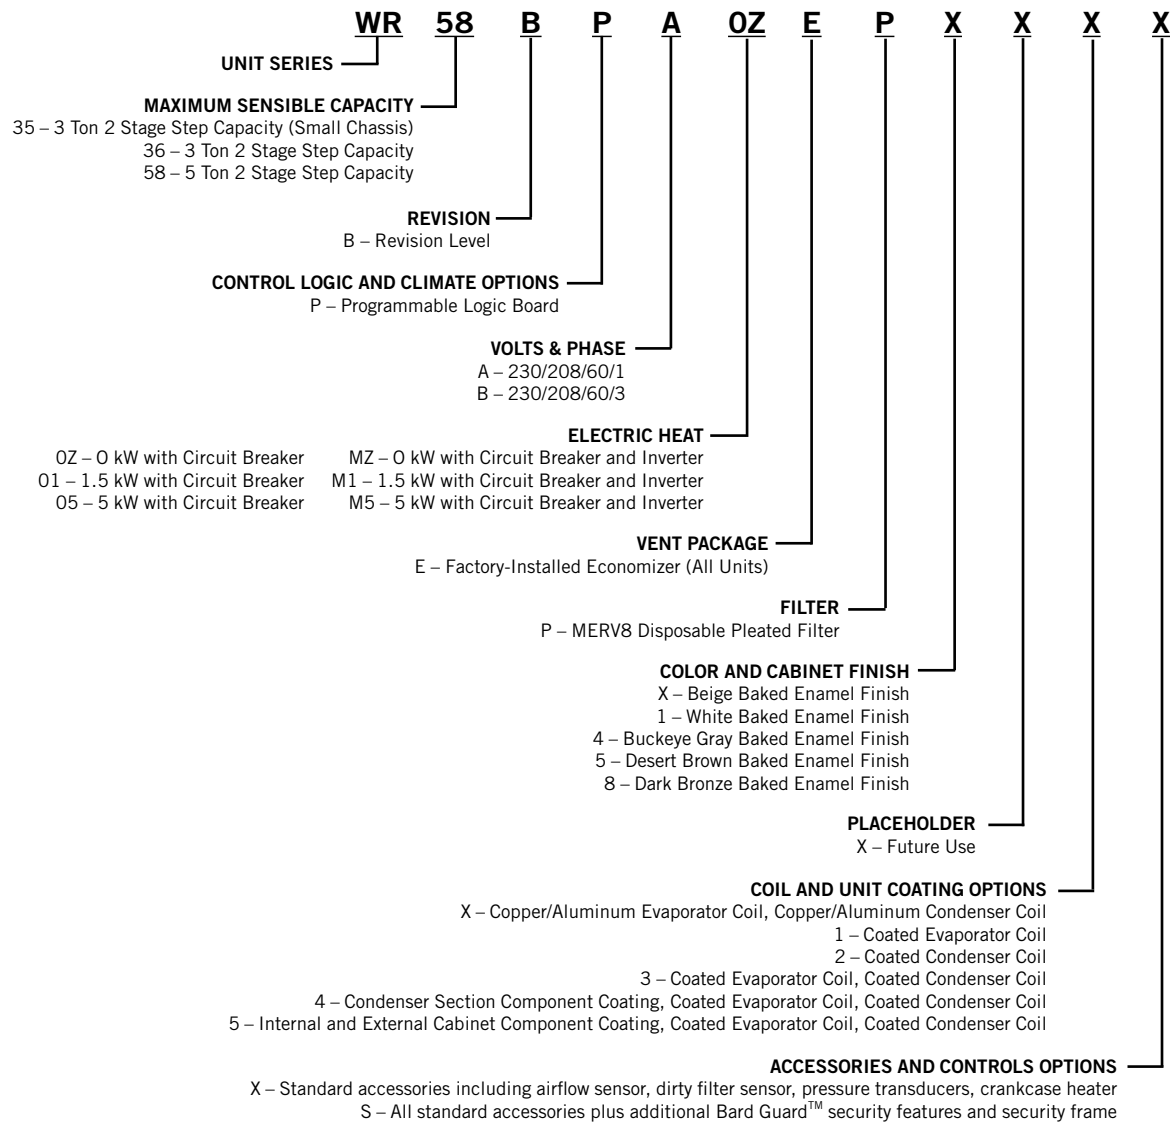 WR 58 B P A 0Z E P X X X X
UNIT SERIES
MAXIMUM SENSIBLE CAPACITY
35 – 3 Ton 2 Stage Step Capacity (Small Chassis)
36 – 3 Ton 2 Stage Step Capacity
58 – 5 Ton 2 Stage Step Capacity
REVISION
B – Revision Level
CONTROL LOGIC AND CLIMATE OPTIONS
P – Programmable Logic Board
VOLTS & PHASE
A – 230/208/60/1
B – 230/208/60/3
ELECTRIC HEAT
0Z – 0 kW with Circuit Breaker MZ – 0 kW with Circuit Breaker and Inverter
01 – 1.5 kW with Circuit Breaker M1 – 1.5 kW with Circuit Breaker and Inverter
05 – 5 kW with Circuit Breaker M5 – 5 kW with Circuit Breaker and Inverter
VENT PACKAGE
E – Factory-Installed Economizer (All Units)
FILTER
P – MERV8 Disposable Pleated Filter
COLOR AND CABINET FINISH
X – Beige Baked Enamel Finish
1 – White Baked Enamel Finish
4 – Buckeye Gray Baked Enamel Finish
5 – Desert Brown Baked Enamel Finish
8 – Dark Bronze Baked Enamel Finish
PLACEHOLDER
X – Future Use
COIL AND UNIT COATING OPTIONS
X – Copper/Aluminum Evaporator Coil, Copper/Aluminum Condenser Coil
1 – Coated Evaporator Coil
2 – Coated Condenser Coil
3 – Coated Evaporator Coil, Coated Condenser Coil
4 – Condenser Section Component Coating, Coated Evaporator Coil, Coated Condenser Coil
5 – Internal and External Cabinet Component Coating, Coated Evaporator Coil, Coated Condenser Coil
ACCESSORIES AND CONTROLS OPTIONS
X – Standard accessories including airflow sensor, dirty filter sensor, pressure transducers, crankcase heater
S – All standard accessories plus additional Bard Guard™ security features and security frame